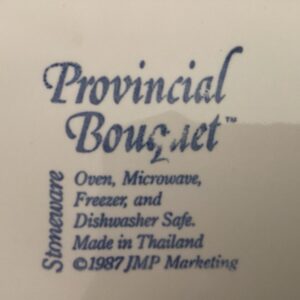 Provincial
Bouquet™
Stoneware
Oven, Microwave,
Freezer, and
Dishwasher Safe.
Made in Thailand
©1987 JMP Marketing